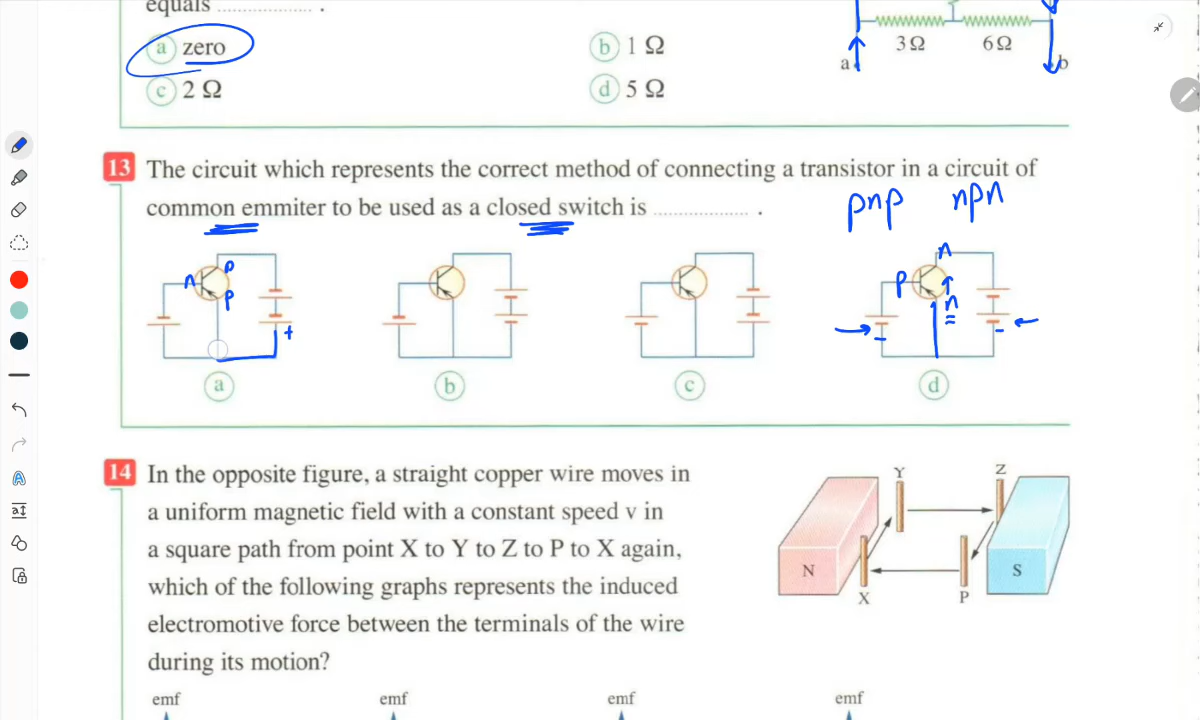 equals .................. .
a zero
b 1 Ω
c 2 Ω
d 5 Ω
3Ω 6Ω
a b
13 The circuit which represents the correct method of connecting a transistor in a circuit of
common emmiter to be used as a closed switch is .................. .
pnp npn
n p p +
p n n = - -
a b c d
14 In the opposite figure, a straight copper wire moves in
a uniform magnetic field with a constant speed v in
a square path from point X to Y to Z to P to X again,
which of the following graphs represents the induced
electromotive force between the terminals of the wire
during its motion?
Y Z
N S
X P
emf emf emf emf